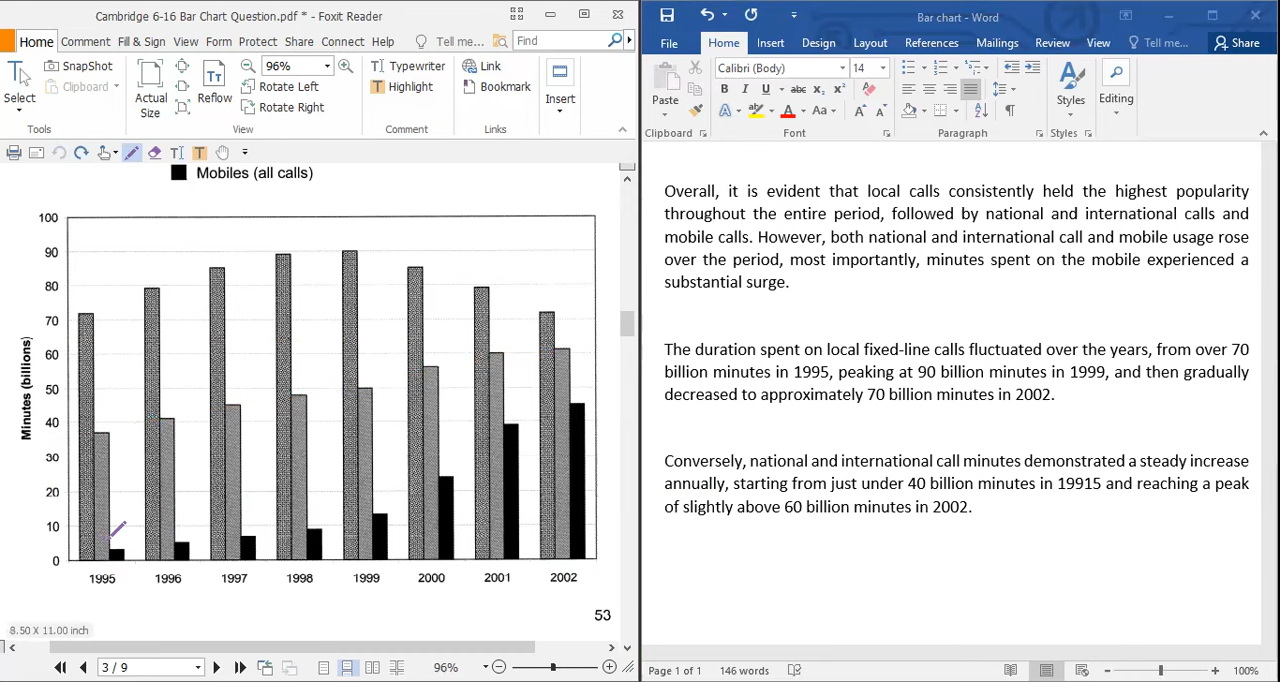 Cambridge 6-16 Bar Chart Question.pdf * - Foxit Reader
Home Comment Fill & Sign View Form Protect Share Connect Help Tell me... Find
Select
SnapShot
Clipboard
Actual Size
Reflow
96%
Rotate Left
Rotate Right
Typewriter
Highlight
Link
Bookmark
Insert
Tools View Comment Links
Mobiles (all calls)
Minutes (billions)
100
90
80
70
60
50
40
30
20
10
0
1995 1996 1997 1998 1999 2000 2001 2002
53
8.50 X 11.00 inch
3 / 9
96%
Bar chart - Word
File Home Insert Design Layout References Mailings Review View Tell me... Share
Paste
Calibri (Body) 14
B I U abc x₂ x²
A A Aa A A
Styles
Editing
Clipboard Font Paragraph Styles
Overall, it is evident that local calls consistently held the highest popularity
throughout the entire period, followed by national and international calls and
mobile calls. However, both national and international call and mobile usage rose
over the period, most importantly, minutes spent on the mobile experienced a
substantial surge.
The duration spent on local fixed-line calls fluctuated over the years, from over 70
billion minutes in 1995, peaking at 90 billion minutes in 1999, and then gradually
decreased to approximately 70 billion minutes in 2002.
Conversely, national and international call minutes demonstrated a steady increase
annually, starting from just under 40 billion minutes in 19915 and reaching a peak
of slightly above 60 billion minutes in 2002.
Page 1 of 1 146 words
100%